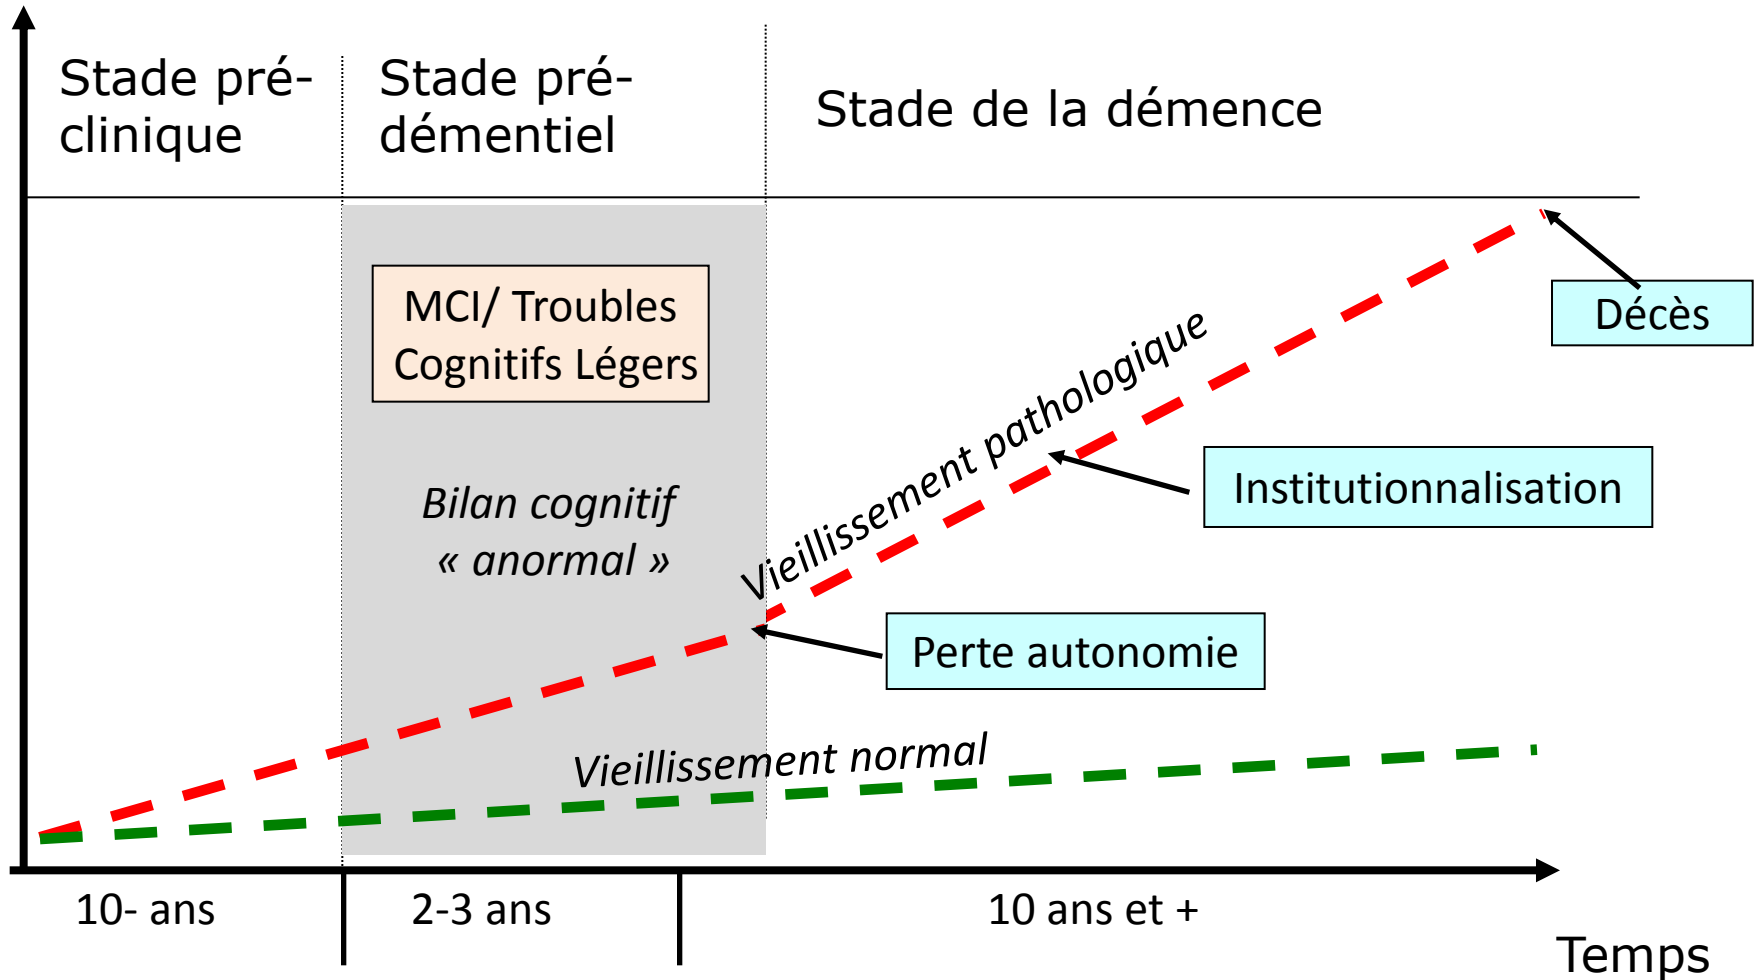 Stade pré-
clinique
Stade pré-
démentiel
Stade de la démence
MCI/ Troubles
Cognitifs Légers
Bilan cognitif
« anormal »
Vieillissement pathologique
Décès
Institutionnalisation
Perte autonomie
Vieillissement normal
10- ans
2-3 ans
10 ans et +
Temps